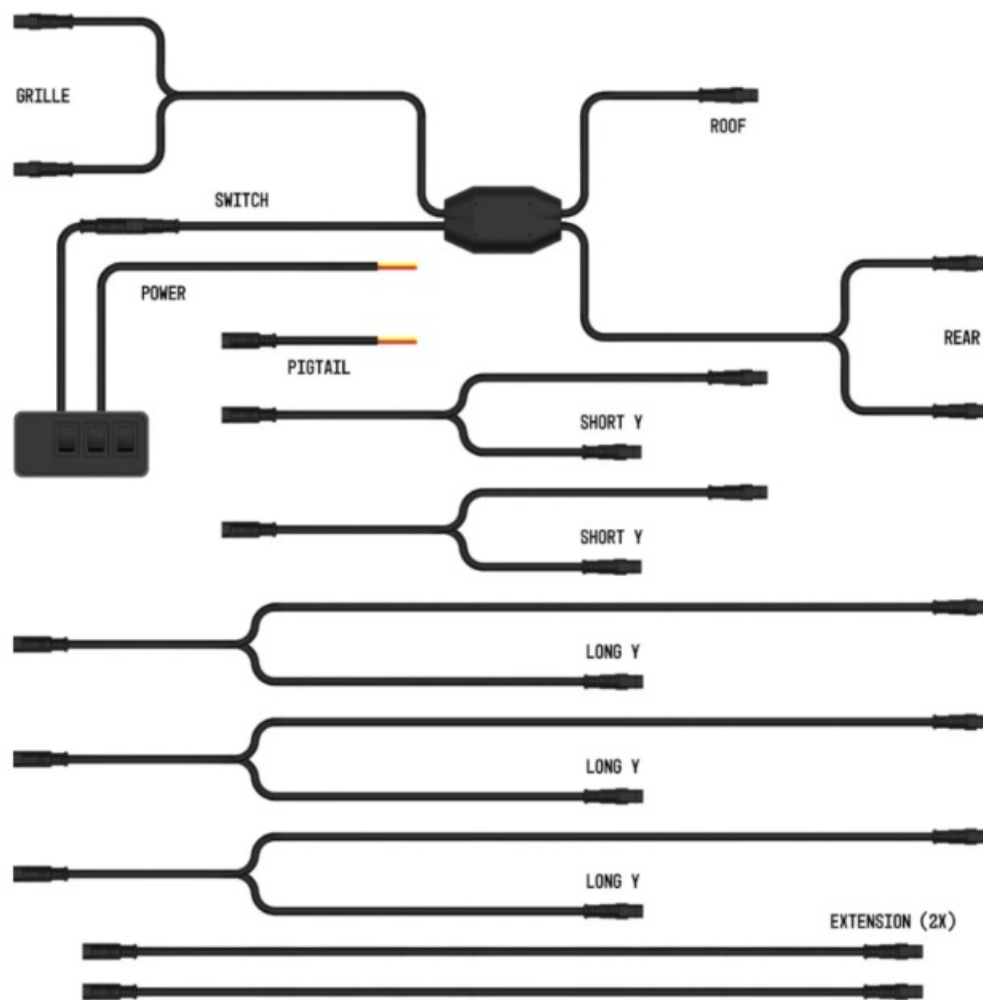 GRILLE
ROOF
SWITCH
POWER
REAR
PIGTAIL
SHORT Y
SHORT Y
LONG Y
LONG Y
LONG Y
EXTENSION (2X)